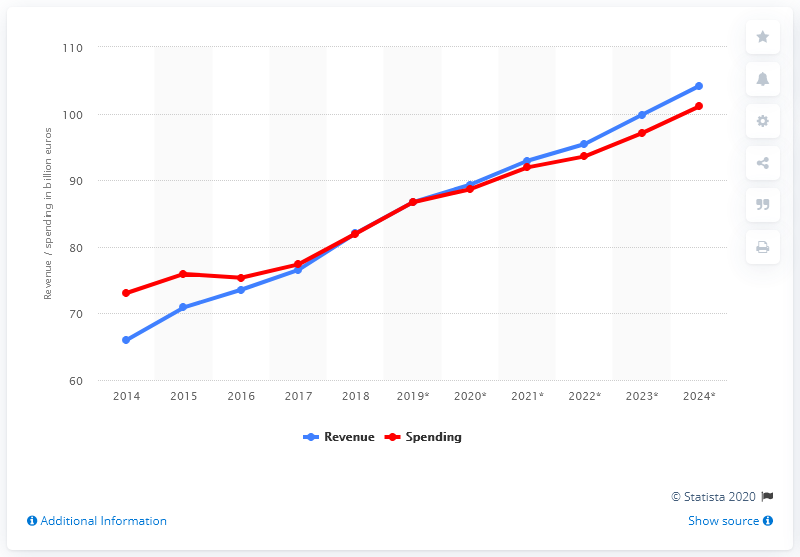 110
100
90
80
70
60
Revenue / spending in billion euros
2014 2015 2016 2017 2018 2019* 2020* 2021* 2022* 2023* 2024*
Revenue Spending
© Statista 2020
Additional Information Show source